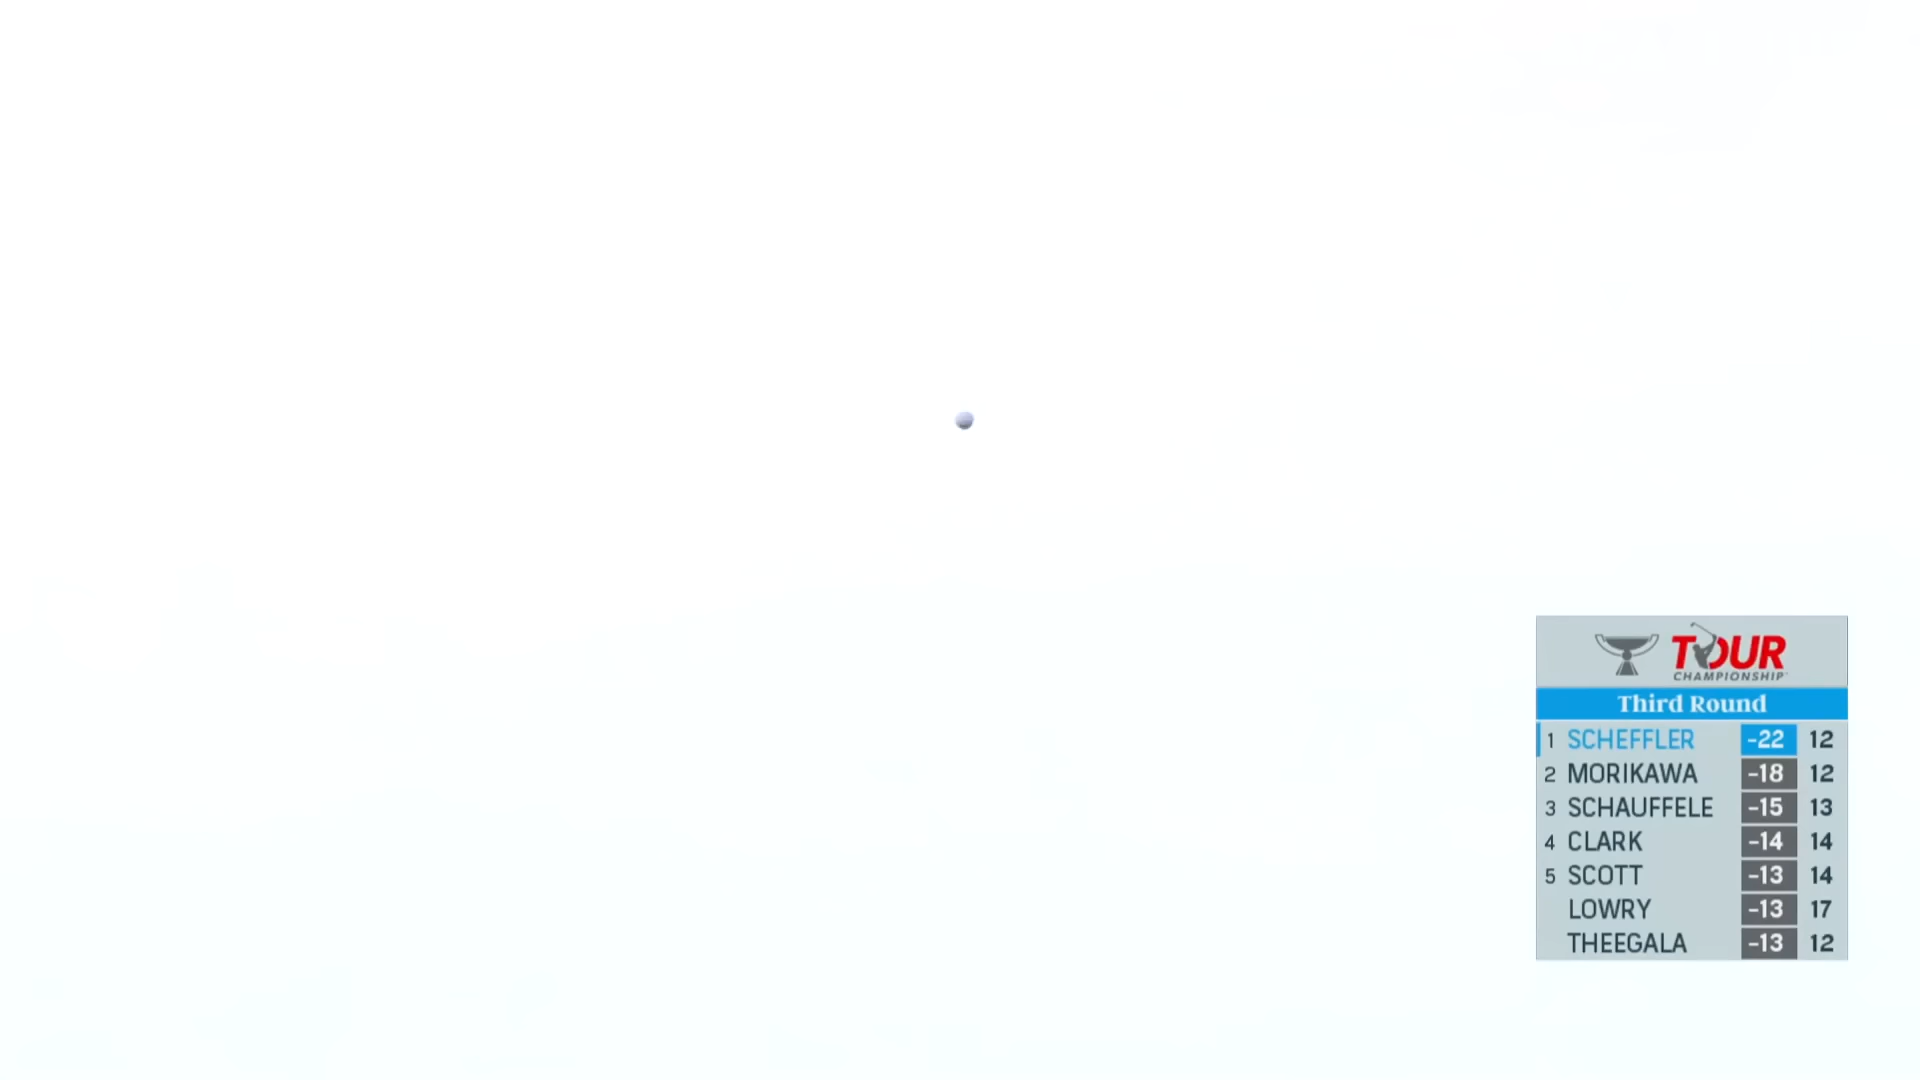 TOUR
CHAMPIONSHIP
Third Round
1 SCHEFFLER -22 12
2 MORIKAWA -18 12
3 SCHAUFFELE -15 13
4 CLARK -14 14
5 SCOTT -13 14
LOWRY -13 17
THEEGALA -13 12